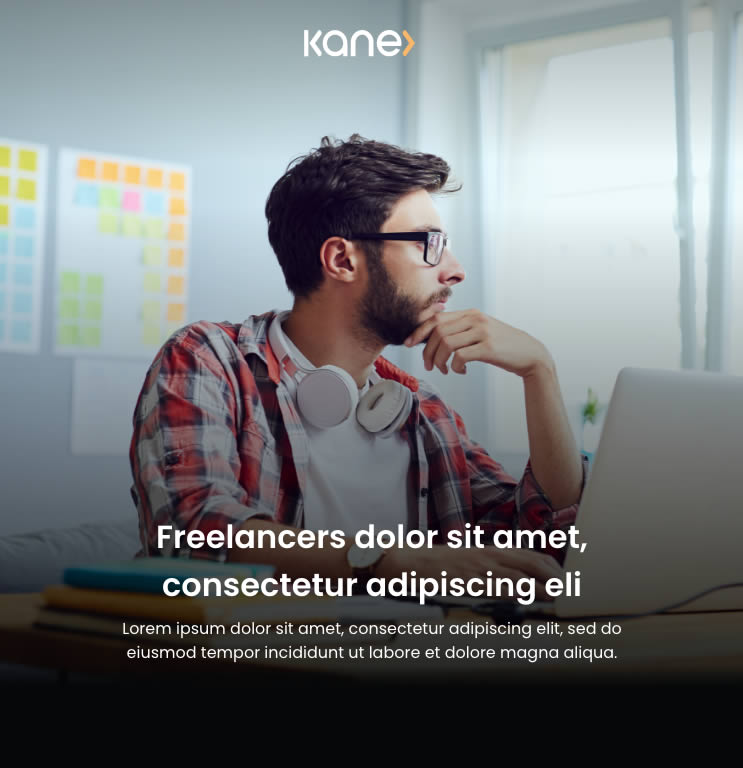 kane
Freelancers dolor sit amet,
consectetur adipiscing eli
Lorem ipsum dolor sit amet, consectetur adipiscing elit, sed do
eiusmod tempor incididunt ut labore et dolore magna aliqua.